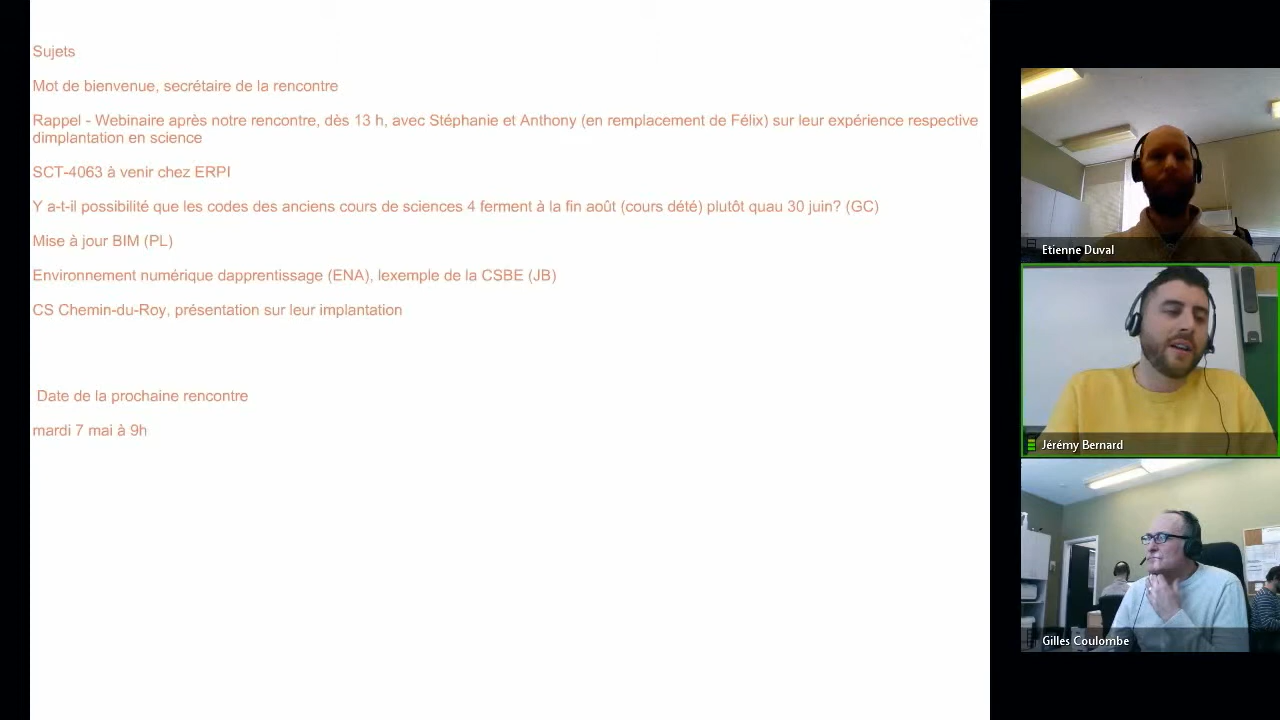 Sujets
Mot de bienvenue, secrétaire de la rencontre
Rappel - Webinaire après notre rencontre, dès 13 h, avec Stéphanie et Anthony (en remplacement de Félix) sur leur expérience respective
dimplantation en science
SCT-4063 à venir chez ERPI
Y a-t-il possibilité que les codes des anciens cours de sciences 4 ferment à la fin août (cours dété) plutôt quau 30 juin? (GC)
Mise à jour BIM (PL)
Environnement numérique dapprentissage (ENA), lexemple de la CSBE (JB)
CS Chemin-du-Roy, présentation sur leur implantation
Date de la prochaine rencontre
mardi 7 mai à 9h
Etienne Duval
Jérémy Bernard
Gilles Coulombe